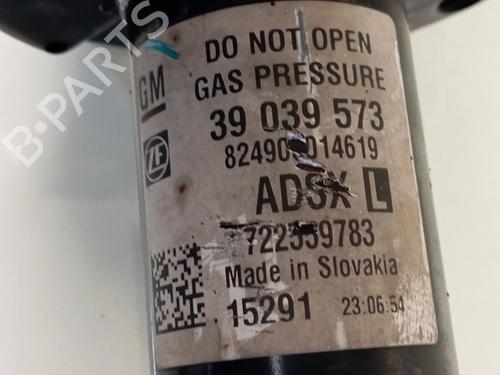 DO NOT OPEN
GM GAS PRESSURE
39 039 573
ZF
ADSX L
Made in Slovakia
15291 23:06:54
B-PARTS